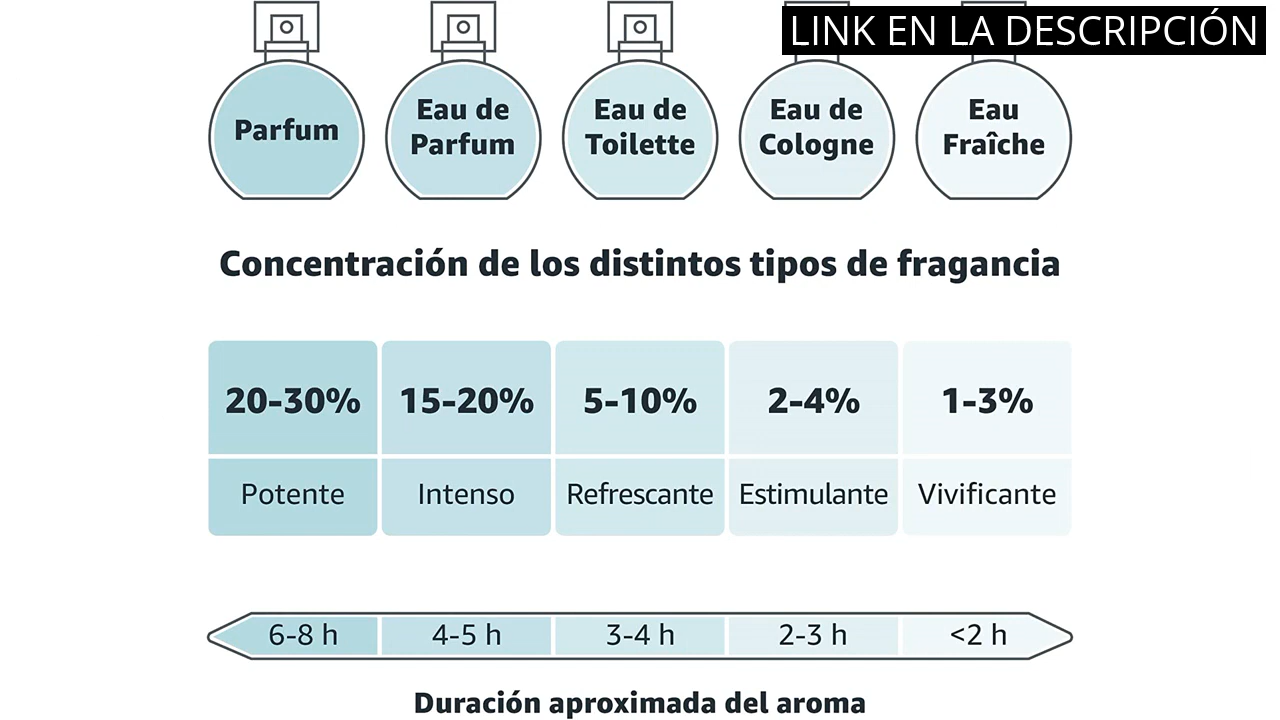 LINK EN LA DESCRIPCIÓN
Parfum
Eau de
Parfum
Eau de
Toilette
Eau de
Cologne
Eau
Fraîche
Concentración de los distintos tipos de fragancia
20-30% 15-20% 5-10% 2-4% 1-3%
Potente Intenso Refrescante Estimulante Vivificante
6-8 h 4-5 h 3-4 h 2-3 h <2 h
Duración aproximada del aroma